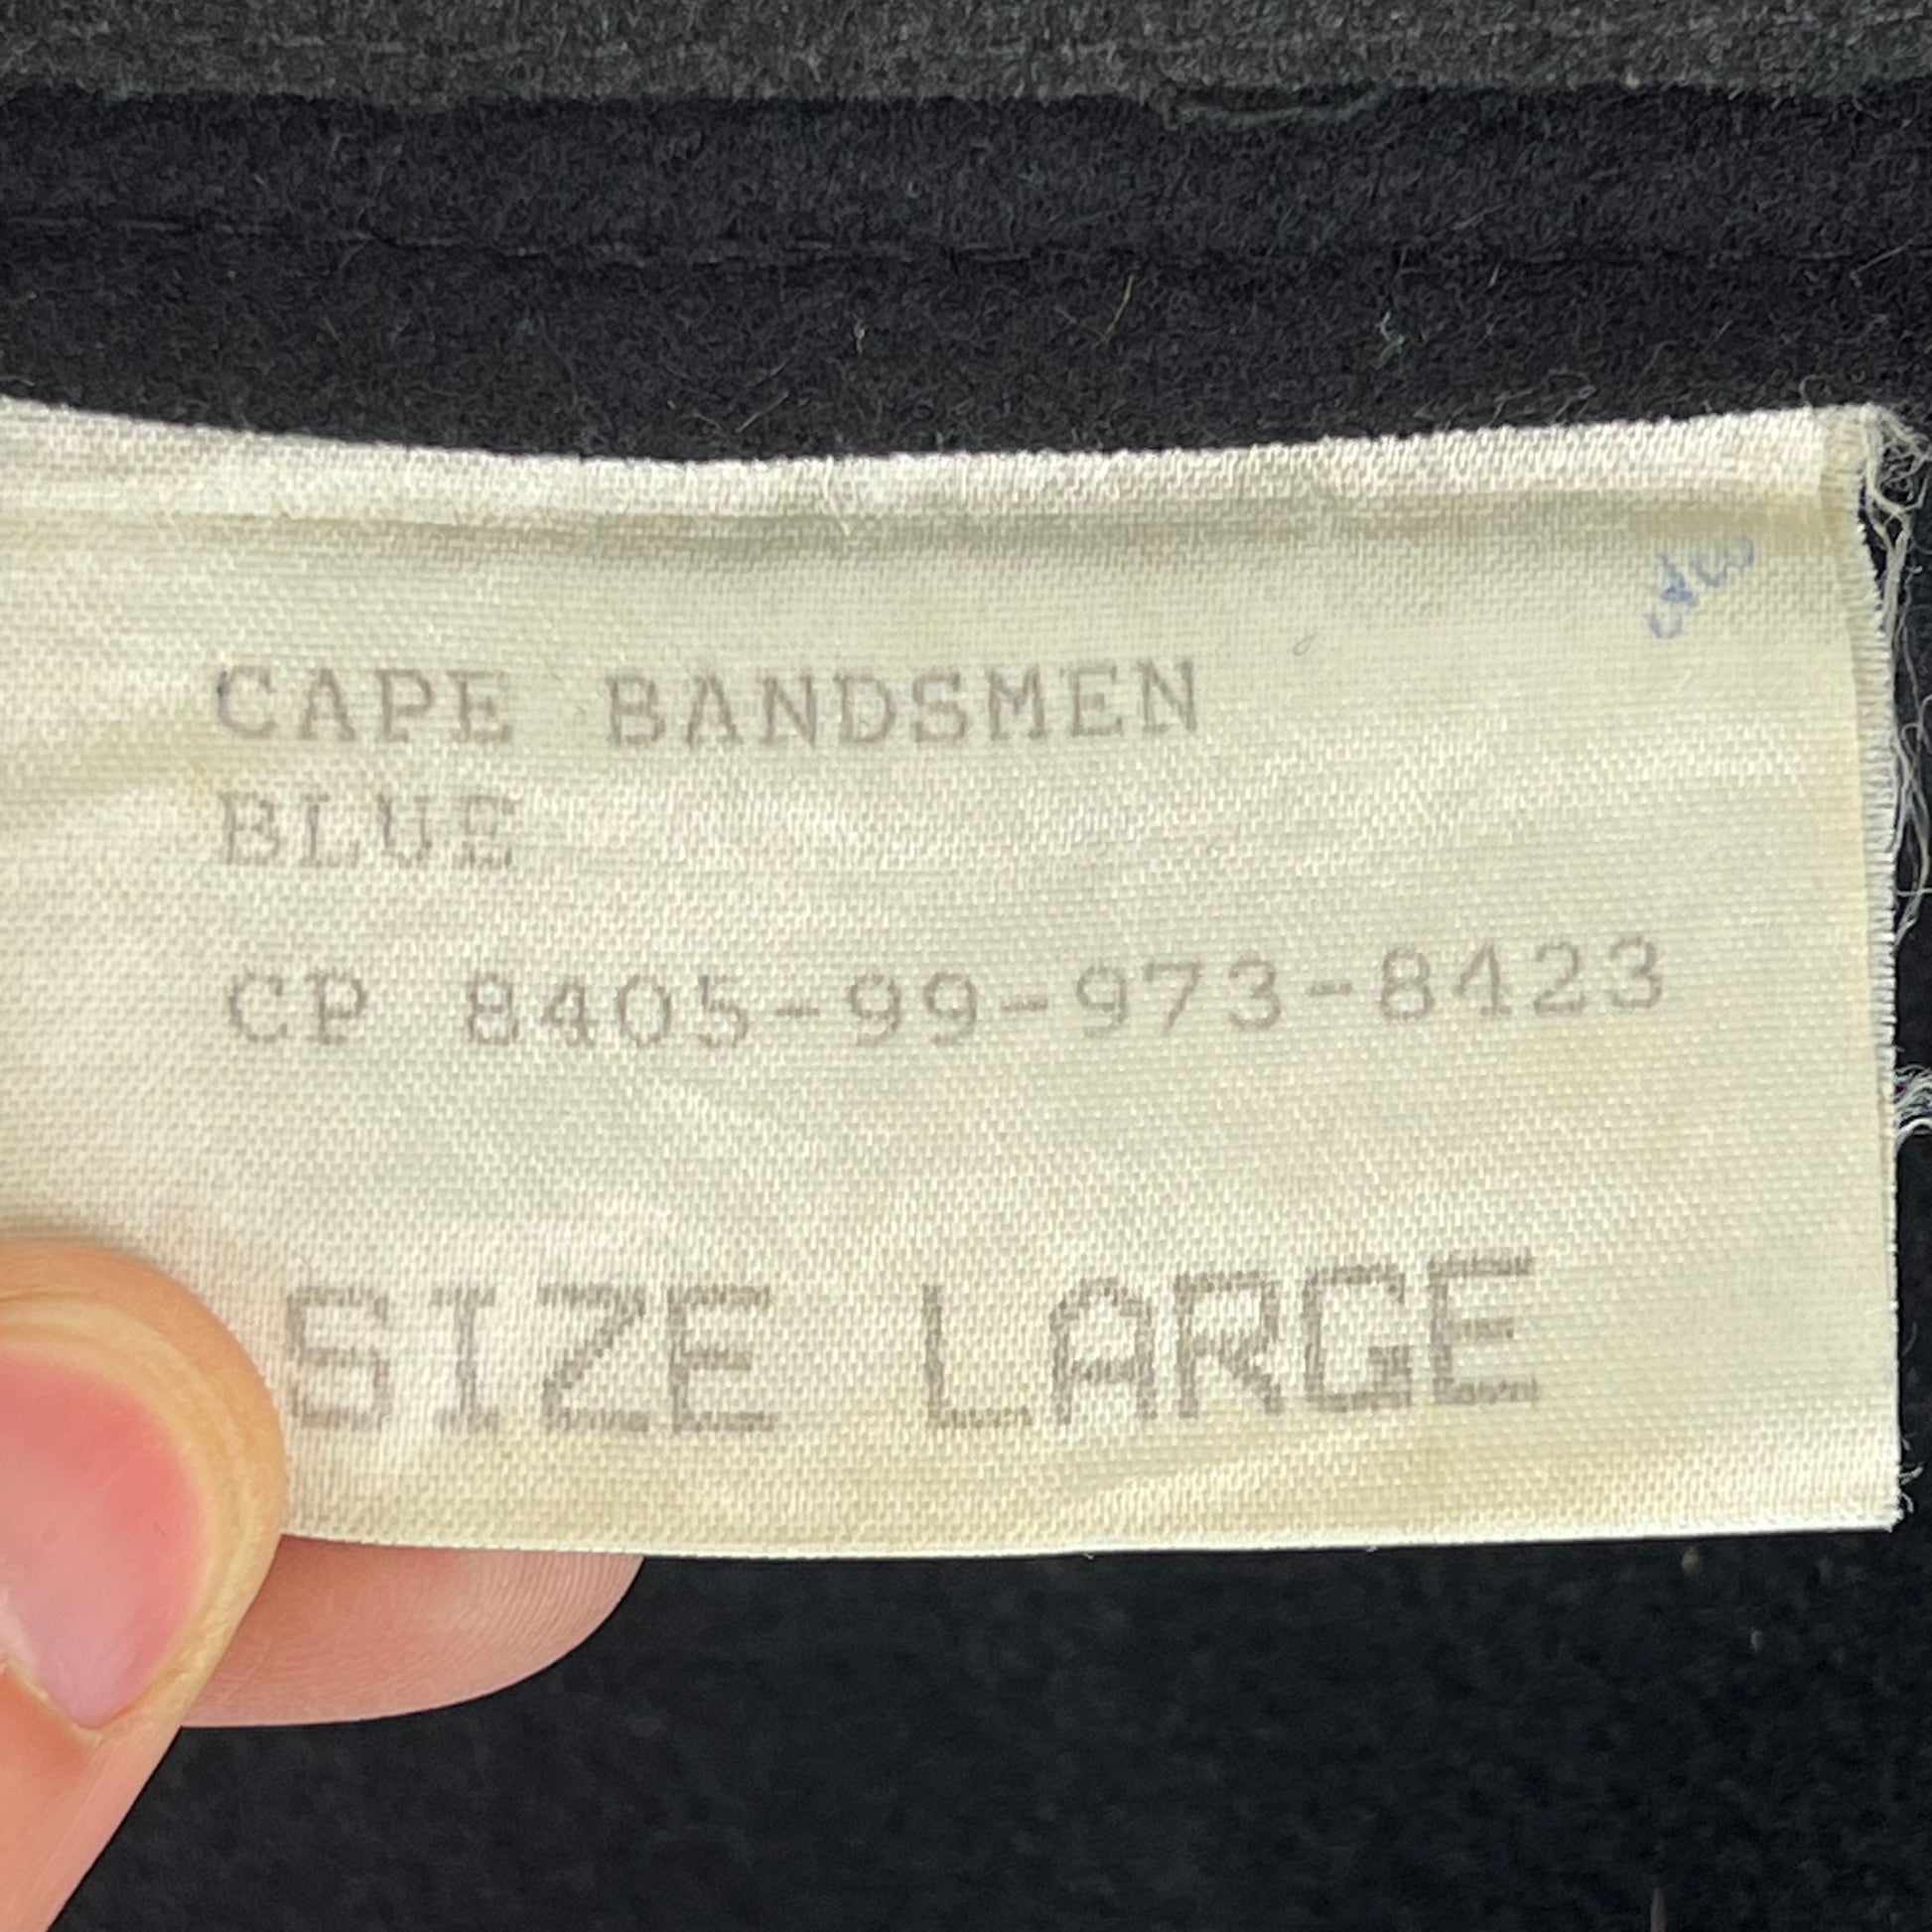 CAPE BANDSMEN
BLUE
CP 8405-99-973-8423
SIZE LARGE